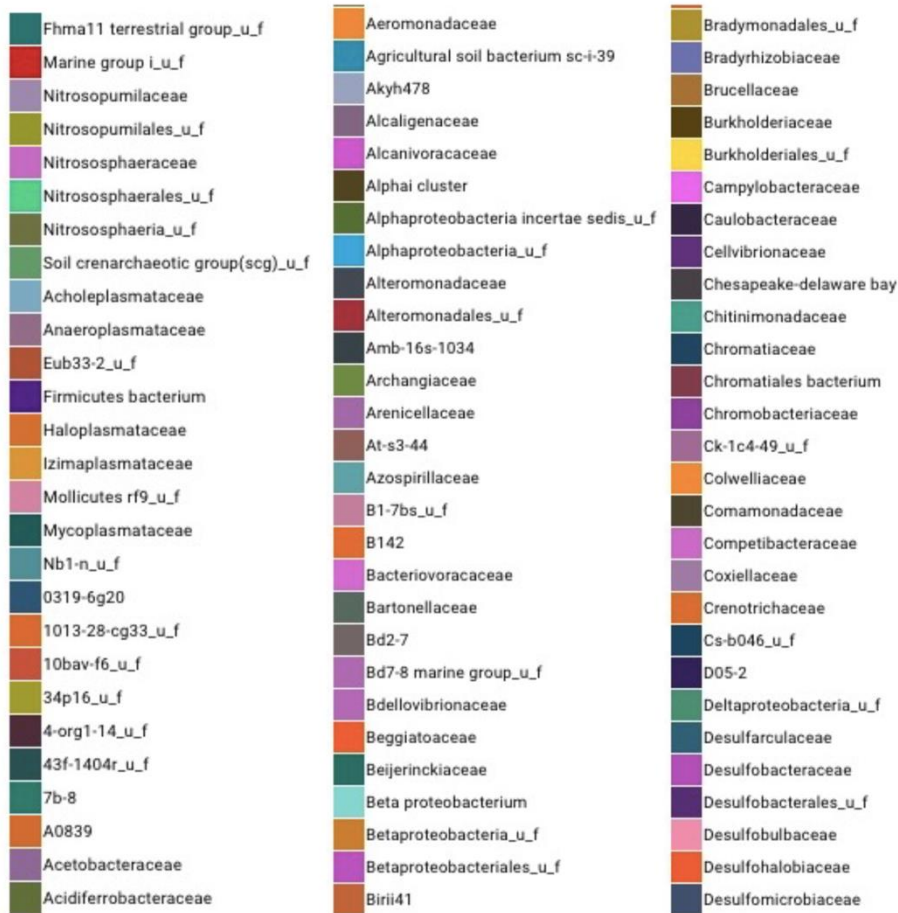 Fhma11 terrestrial group_u_f
Marine group i_u_f
Nitrosopumilaceae
Nitrosopumilales_u_f
Nitrososphaeraceae
Nitrososphaerales_u_f
Nitrososphaeria_u_f
Soil crenarchaeotic group(scg)_u_f
Acholeplasmataceae
Anaeroplasmataceae
Eub33-2_u_f
Firmicutes bacterium
Haloplasmataceae
Izimaplasmataceae
Mollicutes rf9_u_f
Mycoplasmataceae
Nb1-n_u_f
0319-6g20
1013-28-cg33_u_f
10bav-f6_u_f
34p16_u_f
4-org1-14_u_f
43f-1404r_u_f
7b-8
A0839
Acetobacteraceae
Acidiferrobacteraceae
Aeromonadaceae
Agricultural soil bacterium sc-i-39
Akyh478
Alcaligenaceae
Alcanivoracaceae
Alphai cluster
Alphaproteobacteria incertae sedis_u_f
Alphaproteobacteria_u_f
Alteromonadaceae
Alteromonadales_u_f
Amb-16s-1034
Archangiaceae
Arenicellaceae
At-s3-44
Azospirillaceae
B1-7bs_u_f
B142
Bacteriovoracaceae
Bartonellaceae
Bd2-7
Bd7-8 marine group_u_f
Bdellovibrionaceae
Beggiatoaceae
Beijerinckiaceae
Beta proteobacterium
Betaproteobacteria_u_f
Betaproteobacteriales_u_f
Birii41
Bradymonadales_u_f
Bradyrhizobiaceae
Brucellaceae
Burkholderiaceae
Burkholderiales_u_f
Campylobacteraceae
Caulobacteraceae
Cellvibrionaceae
Chesapeake-delaware bay
Chitinimonadaceae
Chromatiaceae
Chromatiales bacterium
Chromobacteriaceae
Ck-1c4-49_u_f
Colwelliaceae
Comamonadaceae
Competibacteraceae
Coxiellaceae
Crenotrichaceae
Cs-b046_u_f
D05-2
Deltaproteobacteria_u_f
Desulfarculaceae
Desulfobacteraceae
Desulfobacterales_u_f
Desulfobulbaceae
Desulfohalobiaceae
Desulfomicrobiaceae